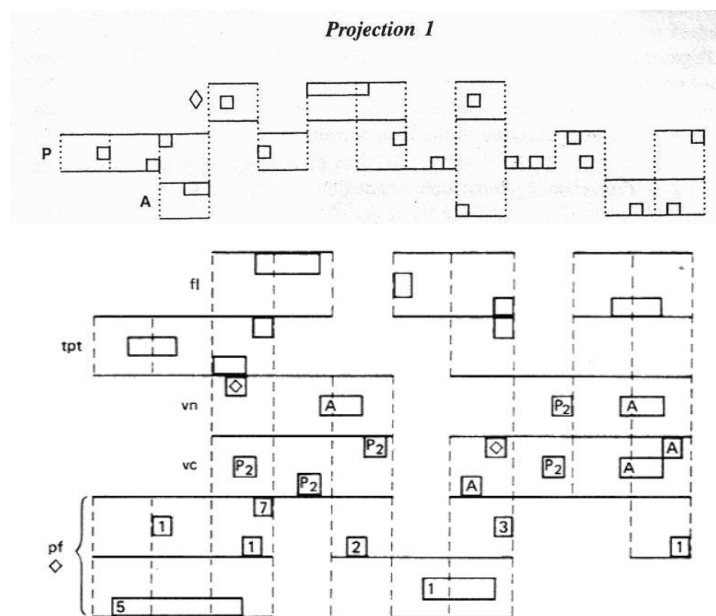 Projection 1
◇
P
A
fl
tpt
◇
vn A P₂ A
P₂ ◇ A
vc P₂ P₂ A
P₂ A
7
1 3
pf 1 2 1
◇
1
5